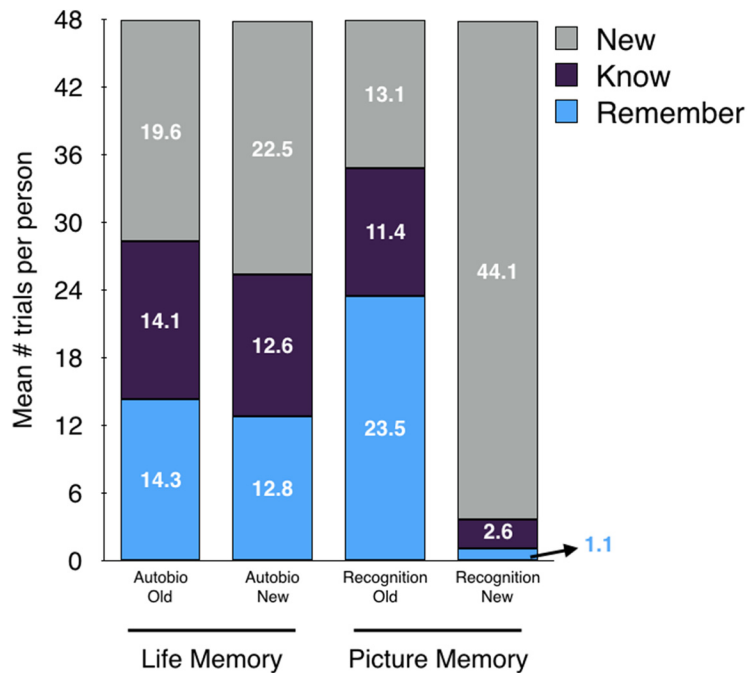 48
42
36
30
24
18
12
6
0
Mean # trials per person
19.6
14.1
14.3
22.5
12.6
12.8
13.1
11.4
23.5
44.1
2.6
1.1
New
Know
Remember
Autobio
Old
Autobio
New
Recognition
Old
Recognition
New
Life Memory
Picture Memory